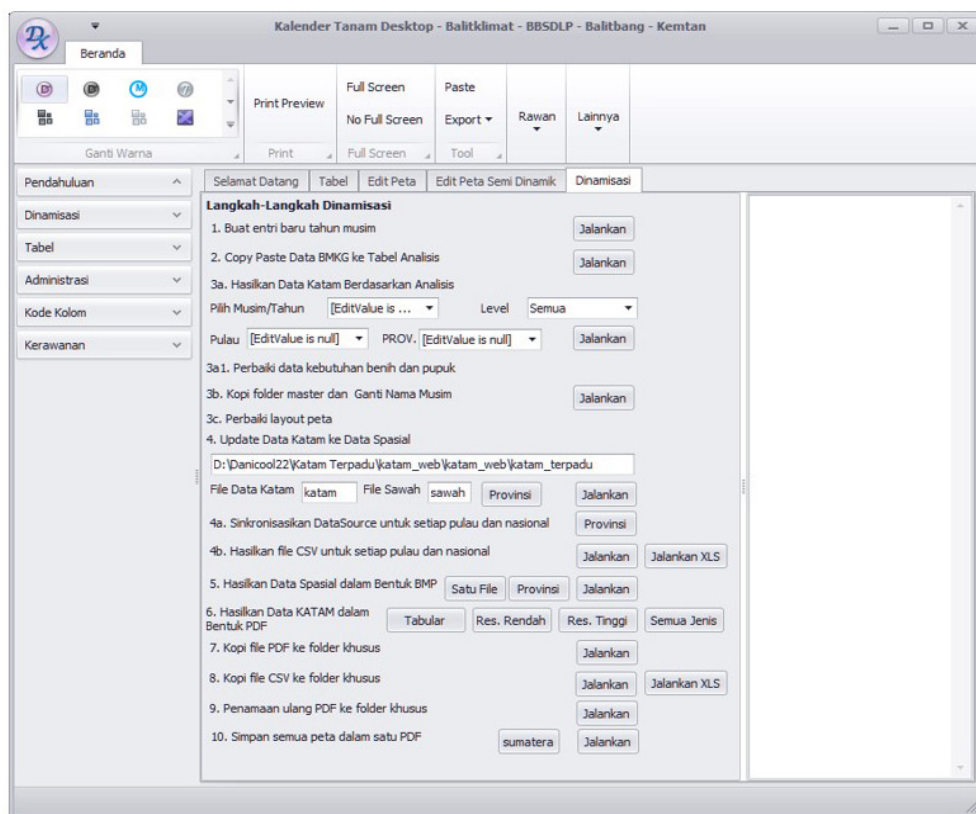 Kalender Tanam Desktop - Balitklimat - BBSDLP - Balitbang - Kemtan
Beranda
Print Preview
Full Screen
No Full Screen
Paste
Export
Rawan
Lainnya
Ganti Warna
Print
Full Screen
Tool
Pendahuluan
Dinamisasi
Tabel
Administrasi
Kode Kolom
Kerawanan
Selamat Datang Tabel Edit Peta Edit Peta Semi Dinamik Dinamisasi
Langkah-Langkah Dinamisasi
1. Buat entri baru tahun musim Jalankan
2. Copy Paste Data BMKG ke Tabel Analisis Jalankan
3a. Hasilkan Data Katam Berdasarkan Analisis
Pilih Musim/Tahun [EditValue is ... Level Semua
Pulau [EditValue is null] PROV. [EditValue is null] Jalankan
3a1. Perbaiki data kebutuhan benih dan pupuk
3b. Kopi folder master dan Ganti Nama Musim Jalankan
3c. Perbaiki layout peta
4. Update Data Katam ke Data Spasial
D:\Danicool22\Katam Terpadu\katam_web\katam_web\katam_terpadu
File Data Katam katam File Sawah sawah Provinsi Jalankan
4a. Sinkronisasikan DataSource untuk setiap pulau dan nasional Provinsi
4b. Hasilkan file CSV untuk setiap pulau dan nasional Jalankan Jalankan XLS
5. Hasilkan Data Spasial dalam Bentuk BMP Satu File Provinsi Jalankan
6. Hasilkan Data KATAM dalam
Bentuk PDF Tabular Res. Rendah Res. Tinggi Semua Jenis
7. Kopi file PDF ke folder khusus Jalankan
8. Kopi file CSV ke folder khusus Jalankan Jalankan XLS
9. Penamaan ulang PDF ke folder khusus Jalankan
10. Simpan semua peta dalam satu PDF sumatera Jalankan